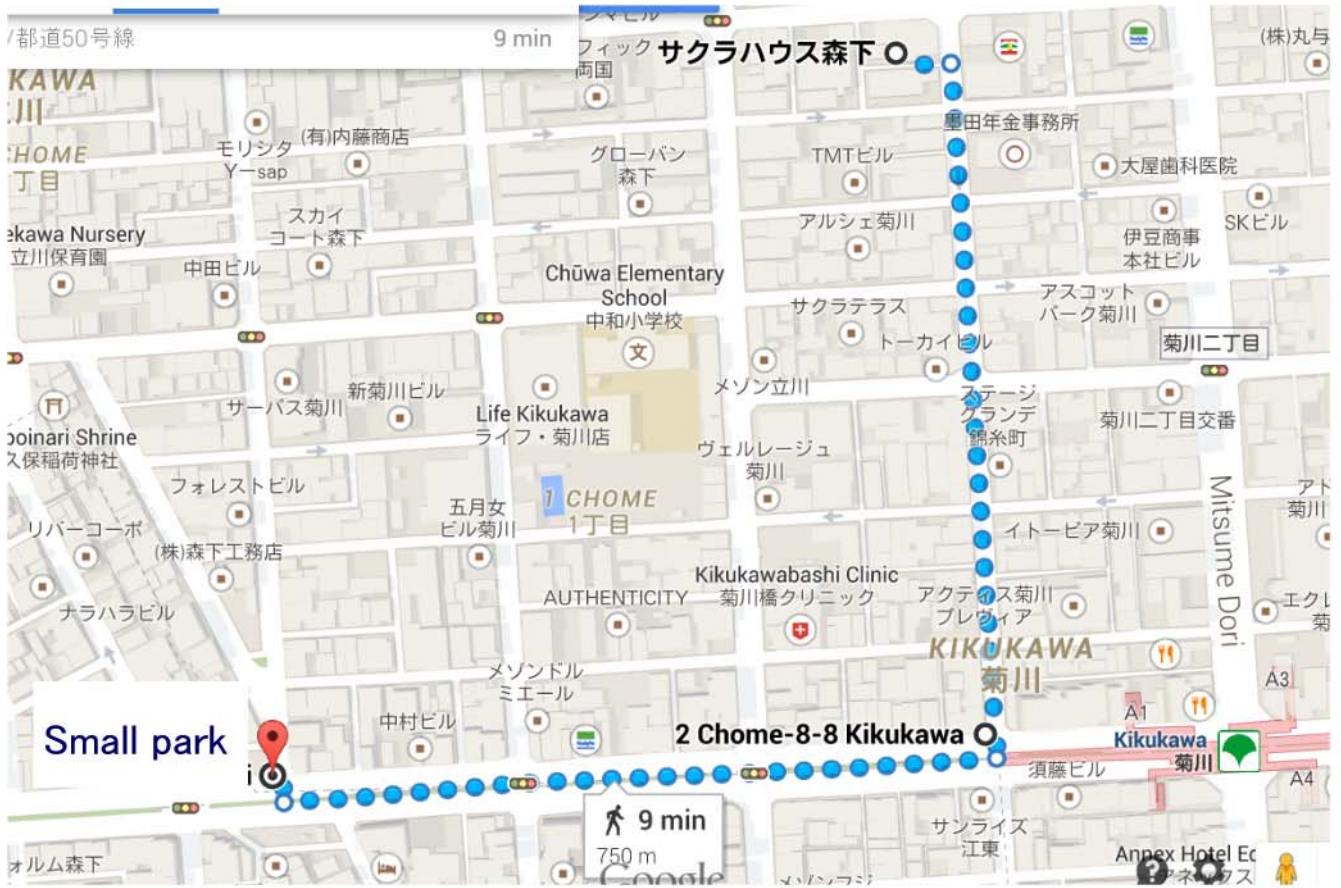 /都道50号線
9 min
フィック
両国
サクラハウス森下
(株)丸与
KAWA
川
CHOME
丁目
モリシタ
Y－sap
(有)内藤商店
グローバン
森下
TMTビル
墨田年金事務所
大屋歯科医院
スカイ
コート森下
アルシェ菊川
伊豆商事
本社ビル
SKビル
ekawa Nursery
立川保育園
中田ビル
Chūwa Elementary
School
中和小学校
文
サクラテラス
アスコット
パーク菊川
トーカイビル
菊川二丁目
サーパス菊川
新菊川ビル
Life Kikukawa
ライフ・菊川店
メゾン立川
ステージ
グランデ
錦糸町
菊川二丁目交番
ooinari Shrine
久保稲荷神社
ヴェルレージュ
菊川
フォレストビル
五月女
ビル菊川
1 CHOME
1丁目
Mitsume Dori
アト
菊川
リバーコーポ
(株)森下工務店
イトーピア菊川
ナラハラビル
AUTHENTICITY
Kikukawabashi Clinic
菊川橋クリニック
アクティス菊川
プレヴィア
エクレ
菊
KIKUKAWA
菊川
メゾンドル
ミエール
A3
Small park
中村ビル
2 Chome-8-8 Kikukawa
A1
Kikukawa
菊川
i
須藤ビル
A4
9 min
750 m
Google
サンライズ
江東
ォルム森下
Annex Hotel Ec
?